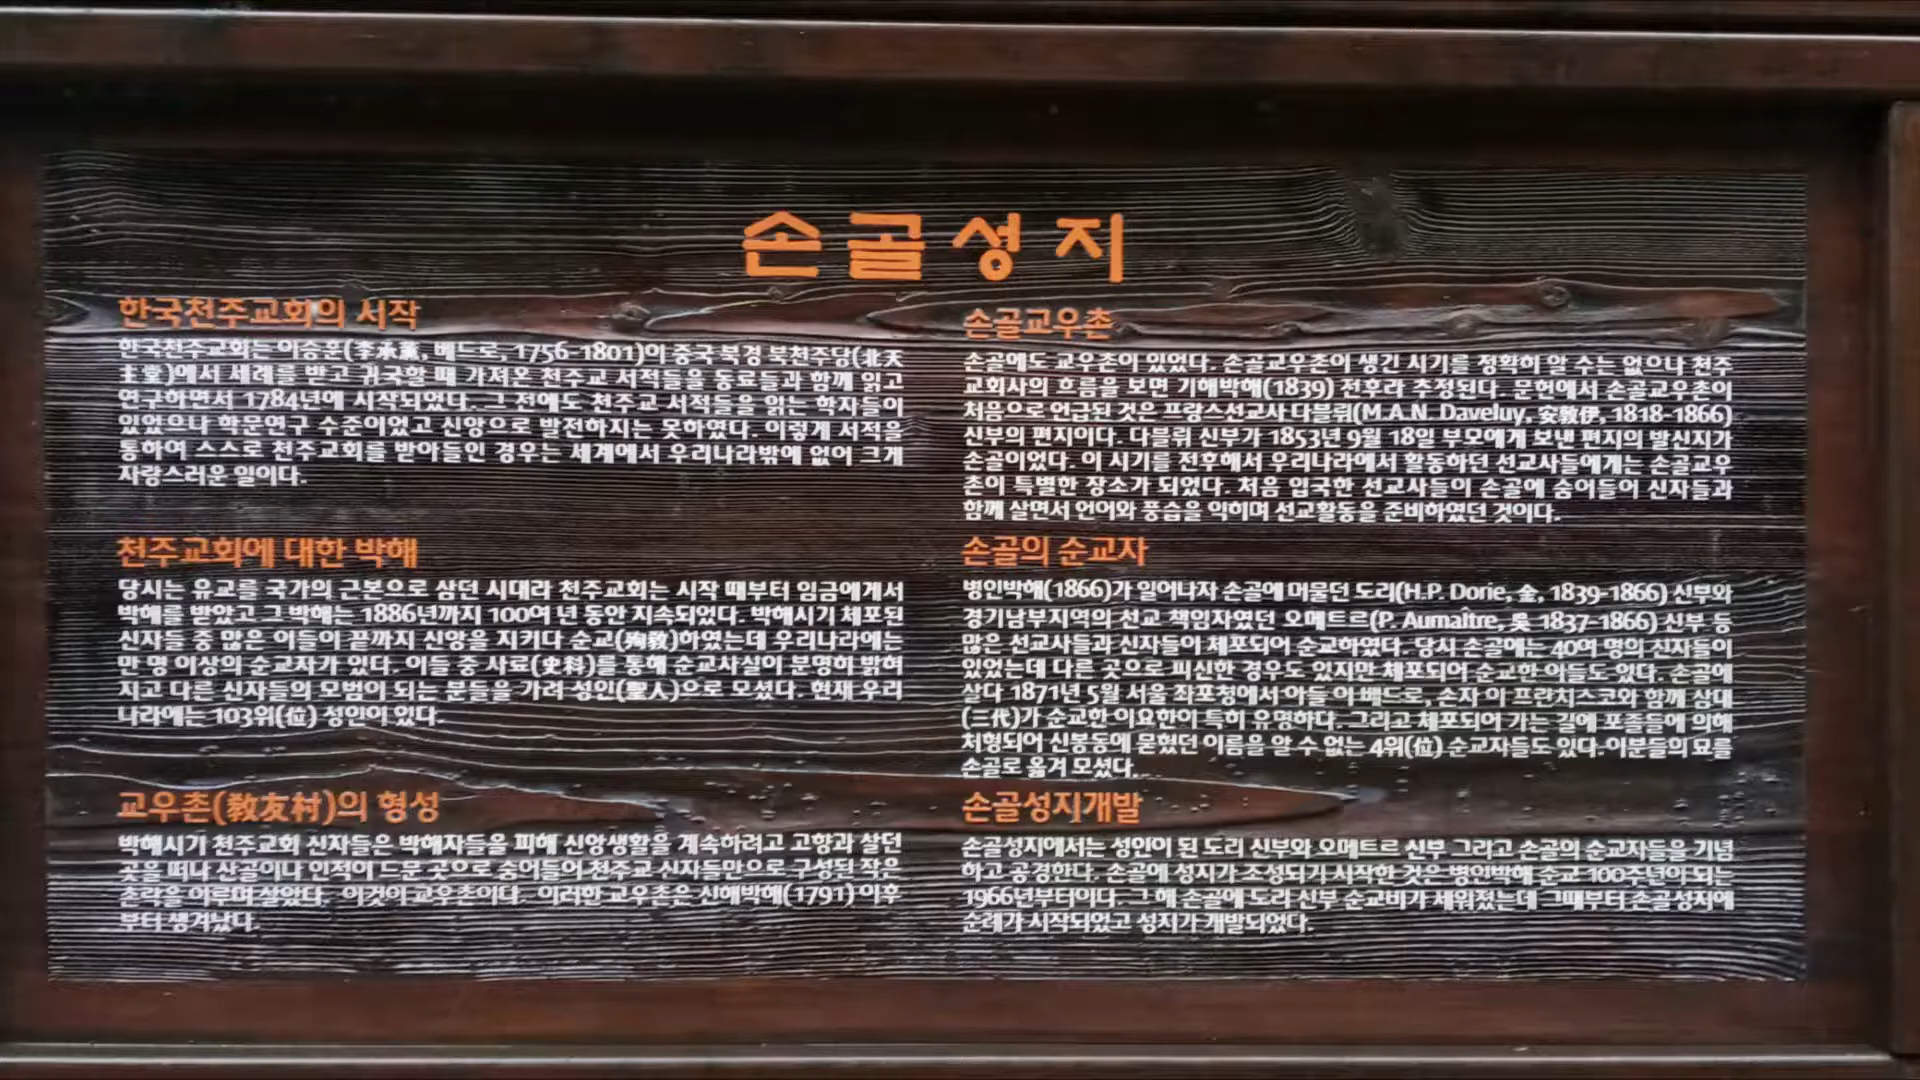 손골성지
한국천주교회의 시작
한국천주교회는 이승훈(李承薰, 베드로, 1756-1801)이 중국 북경 북천주당(北天
主堂)에서 세례를 받고 귀국할 때 가져온 천주교 서적들을 동료들과 함께 읽고
연구하면서 1784년에 시작되었다. 그 전에도 천주교 서적들을 읽는 학자들이
있었으나 학문연구 수준이었고 신앙으로 발전하지는 못하였다. 이렇게 서적을
통하여 스스로 천주교회를 받아들인 경우는 세계에서 우리나라밖에 없어 크게
자랑스러운 일이다.
천주교회에 대한 박해
당시는 유교를 국가의 근본으로 삼던 시대라 천주교회는 시작 때부터 임금에게서
박해를 받았고 그 박해는 1886년까지 100여 년 동안 지속되었다. 박해시기 체포된
신자들 중 많은 이들이 끝까지 신앙을 지키다 순교(殉敎)하였는데 우리나라에는
만 명 이상의 순교자가 있다. 이들 중 사료(史料)를 통해 순교사실이 분명히 밝혀
지고 다른 신자들의 모범이 되는 분들을 가려 성인(聖人)으로 모셨다. 현재 우리
나라에는 103위(位) 성인이 있다.
교우촌(敎友村)의 형성
박해시기 천주교회 신자들은 박해자들을 피해 신앙생활을 계속하려고 고향과 살던
곳을 떠나 산골이나 인적이 드문 곳으로 숨어들어 천주교 신자들만으로 구성된 작은
촌락을 이루며 살았다. 이것이 교우촌이다. 이러한 교우촌은 신해박해(1791) 이후
부터 생겨났다.
손골교우촌
손골에도 교우촌이 있었다. 손골교우촌이 생긴 시기를 정확히 알 수는 없으나 천주
교회사의 흐름을 보면 기해박해(1839) 전후라 추정된다. 문헌에서 손골교우촌이
처음으로 언급된 것은 프랑스선교사 다블뤼(M.A.N. Daveluy, 安敦伊, 1818-1866)
신부의 편지이다. 다블뤼 신부가 1853년 9월 18일 부모에게 보낸 편지의 발신지가
손골이었다. 이 시기를 전후해서 우리나라에서 활동하던 선교사들에게는 손골교우
촌이 특별한 장소가 되었다. 처음 입국한 선교사들이 손골에 숨어들어 신자들과
함께 살면서 언어와 풍습을 익히며 선교활동을 준비하였던 것이다.
손골의 순교자
병인박해(1866)가 일어나자 손골에 머물던 도리(H.P. Dorie, 金, 1839-1866) 신부와
경기남부지역의 선교 책임자였던 오메트르(P. Aumaître, 吳 1837-1866) 신부 등
많은 선교사들과 신자들이 체포되어 순교하였다. 당시 손골에는 40여 명의 신자들이
있었는데 다른 곳으로 피신한 경우도 있지만 체포되어 순교한 이들도 있다. 손골에
살다 1871년 5월 서울 좌포청에서 아들 이 베드로, 손자 이 프란치스코와 함께 삼대
(三代)가 순교한 이요한이 특히 유명하다. 그리고 체포되어 가는 길에 포졸들에 의해
처형되어 신봉동에 묻혔던 이름을 알 수 없는 4위(位) 순교자들도 있다. 이분들의 묘를
손골로 옮겨 모셨다.
손골성지개발
손골성지에서는 성인이 된 도리 신부와 오메트르 신부 그리고 손골의 순교자들을 기념
하고 공경한다. 손골에 성지가 조성되기 시작한 것은 병인박해 순교 100주년이 되는
1966년부터이다. 그 해 손골에 도리 신부 순교비가 세워졌는데 그때부터 손골성지에
순례가 시작되었고 성지가 개발되었다.